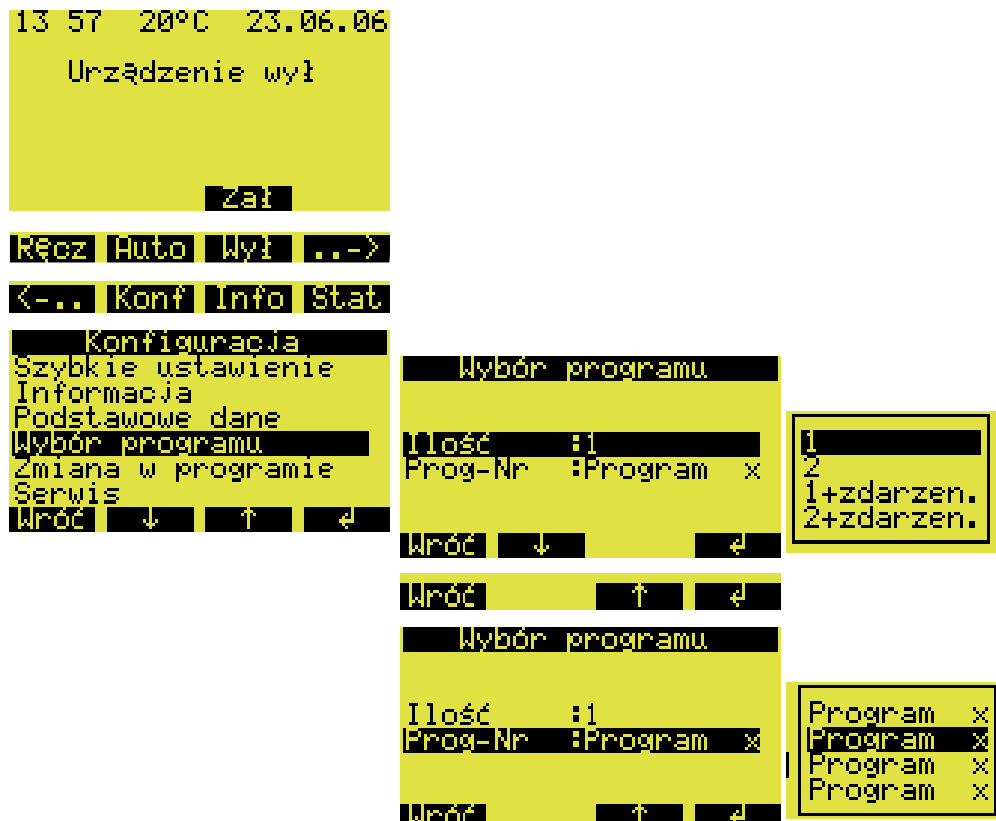 13 57 20°C 23.06.06
Urządzenie wył
Zał
Ręcz Auto Wył ..->
<-.. Konf Info Stat
Konfiguracja
Szybkie ustawienie
Informacja
Podstawowe dane
Wybór programu
Zmiana w programie
Serwis
Wróć ↓ ↑ ↲
Wybór programu
Ilość :1
Prog-Nr :Program x
Wróć ↓ ↲
1
2
1+zdarzen.
2+zdarzen.
Wróć ↑ ↲
Wybór programu
Ilość :1
Prog-Nr :Program x
Wróć ↑ ↲
Program x
Program x
Program x
Program x